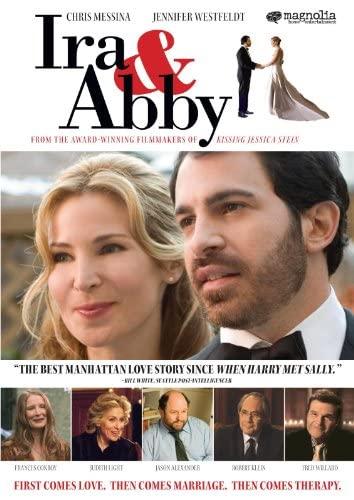 CHRIS MESSINA JENNIFER WESTFELDT
magnolia
home entertainment
Ira
&
Abby
FROM THE AWARD-WINNING FILMMAKERS OF KISSING JESSICA STEIN
"THE BEST MANHATTAN LOVE STORY SINCE WHEN HARRY MET SALLY."
-BILL WHITE, SEATTLE POST-INTELLIGENCER
FRANCES CONROY JUDITH LIGHT JASON ALEXANDER ROBERT KLEIN FRED WILLARD
FIRST COMES LOVE. THEN COMES MARRIAGE. THEN COMES THERAPY.